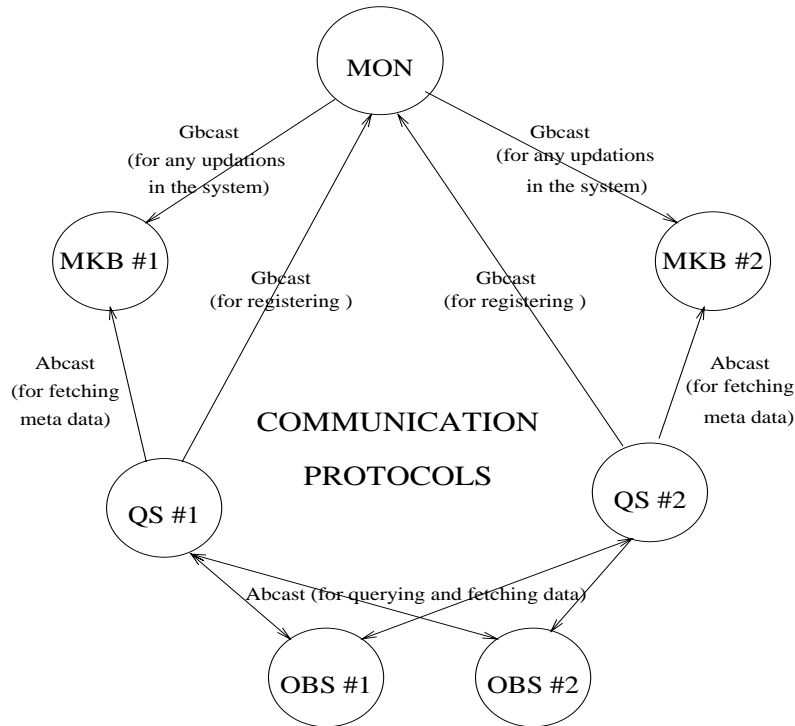 MON
Gbcast
(for any updations
in the system)
Gbcast
(for any updations
in the system)
MKB #1
MKB #2
Gbcast
(for registering )
Gbcast
(for registering )
Abcast
(for fetching
meta data)
Abcast
(for fetching
meta data)
COMMUNICATION
PROTOCOLS
QS #1
QS #2
Abcast (for querying and fetching data)
OBS #1
OBS #2